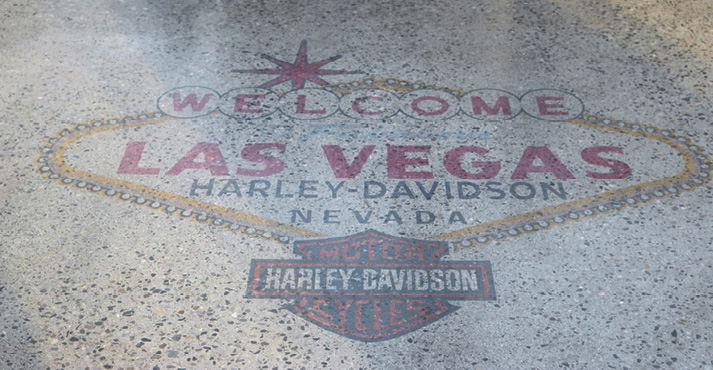 WELCOME
LAS VEGAS
HARLEY-DAVIDSON
NEVADA
MOTOR
HARLEY-DAVIDSON
CYCLES